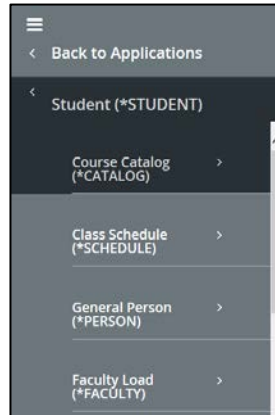 Back to Applications
Student (*STUDENT)
Course Catalog
(*CATALOG)
Class Schedule
(*SCHEDULE)
General Person
(*PERSON)
Faculty Load
(*FACULTY)